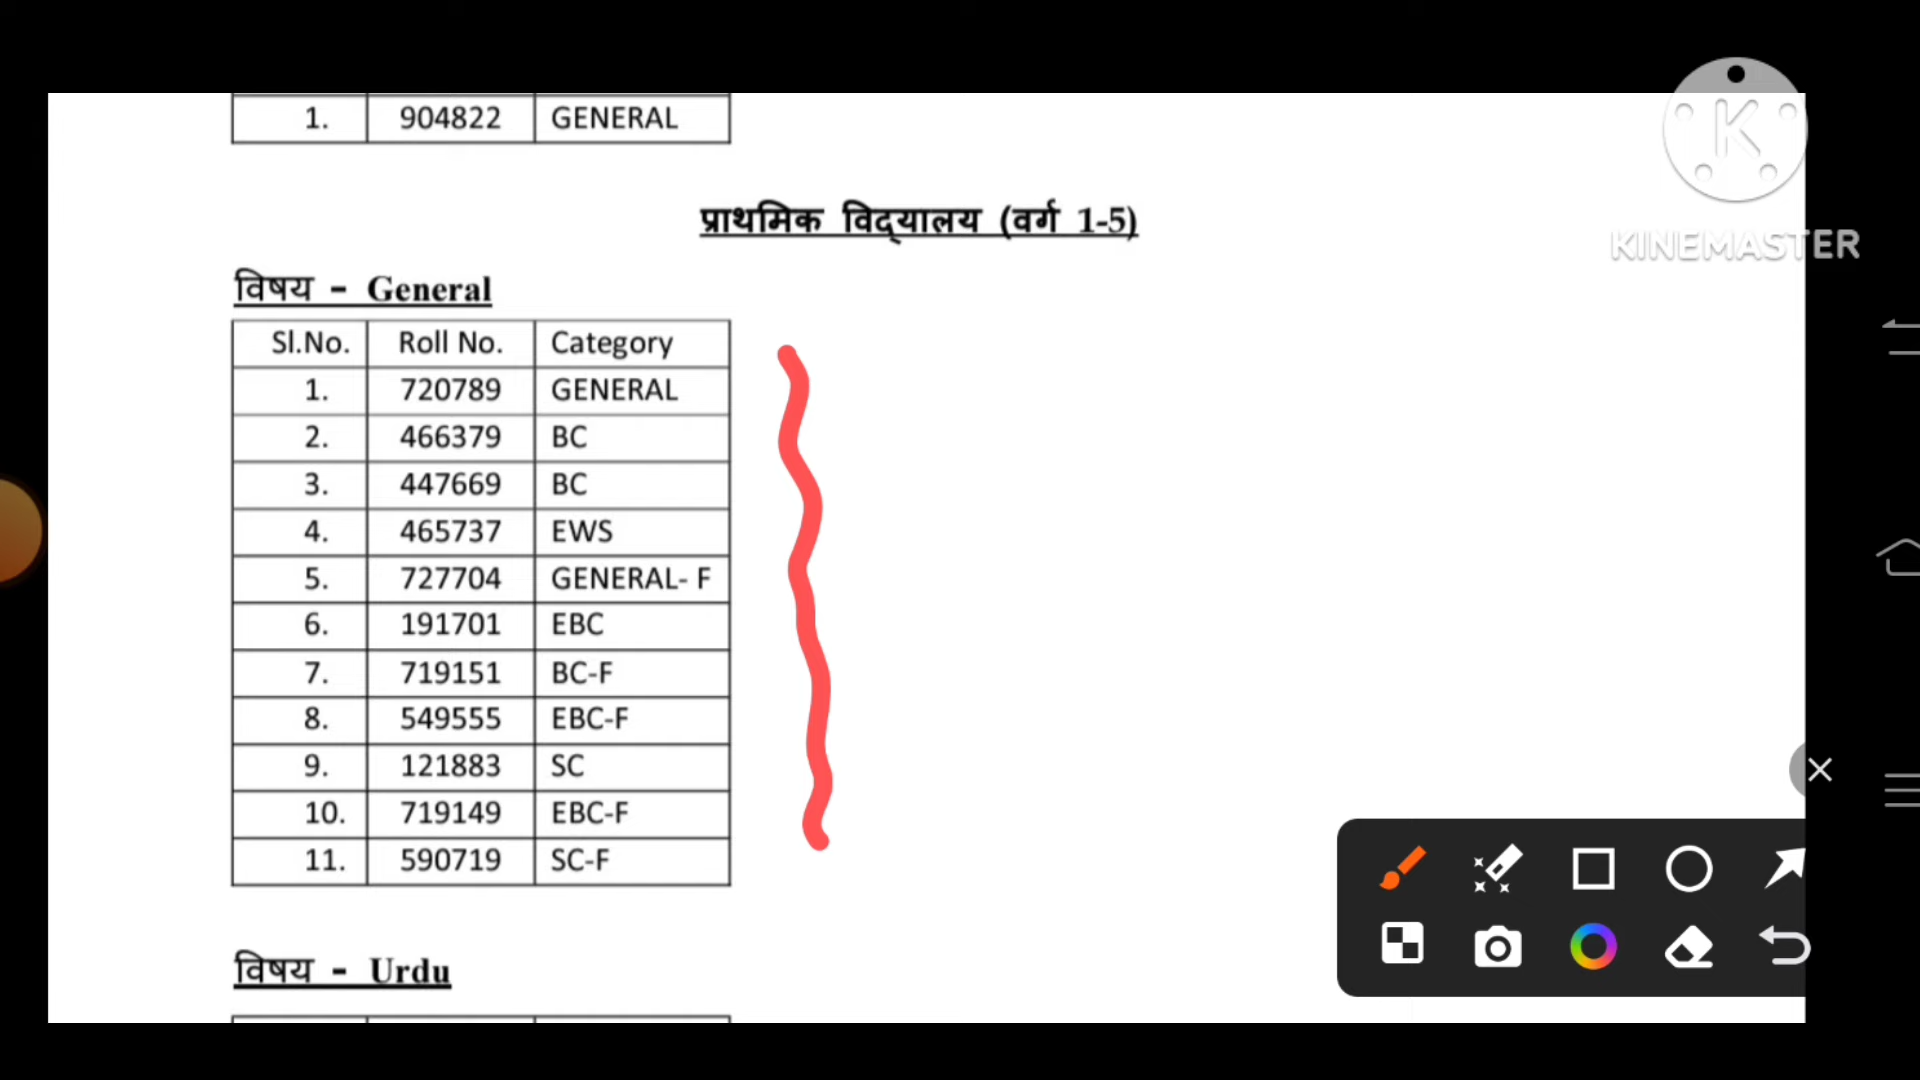 1. 904822 GENERAL
प्राथमिक विद्यालय (वर्ग 1-5)
KINEMASTER
विषय - General
Sl.No. Roll No. Category
1. 720789 GENERAL
2. 466379 BC
3. 447669 BC
4. 465737 EWS
5. 727704 GENERAL- F
6. 191701 EBC
7. 719151 BC-F
8. 549555 EBC-F
9. 121883 SC
10. 719149 EBC-F
11. 590719 SC-F
विषय - Urdu